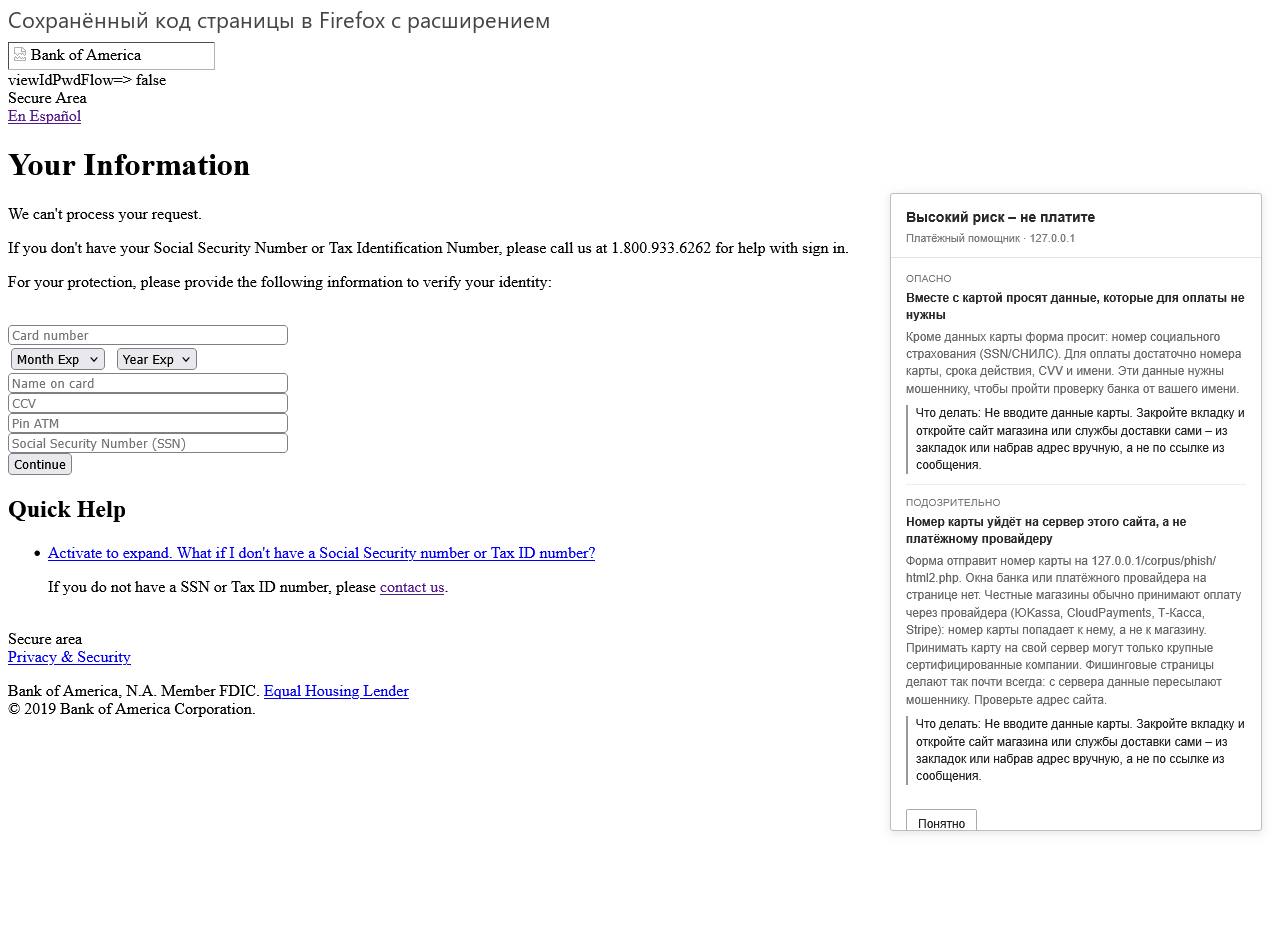 Сохранённый код страницы в Firefox с расширением
Bank of America
viewIdPwdFlow=> false
Secure Area
En Español
Your Information
We can't process your request.
If you don't have your Social Security Number or Tax Identification Number, please call us at 1.800.933.6262 for help with sign in.
For your protection, please provide the following information to verify your identity:
Card number
Month Exp Year Exp
Name on card
CCV
Pin ATM
Social Security Number (SSN)
Continue
Quick Help
Activate to expand. What if I don't have a Social Security number or Tax ID number?
If you do not have a SSN or Tax ID number, please contact us.
Secure area
Privacy & Security
Bank of America, N.A. Member FDIC. Equal Housing Lender
© 2019 Bank of America Corporation.
Высокий риск – не платите
Платёжный помощник · 127.0.0.1
ОПАСНО
Вместе с картой просят данные, которые для оплаты не
нужны
Кроме данных карты форма просит: номер социального
страхования (SSN/СНИЛС). Для оплаты достаточно номера
карты, срока действия, CVV и имени. Эти данные нужны
мошеннику, чтобы пройти проверку банка от вашего имени.
Что делать: Не вводите данные карты. Закройте вкладку и
откройте сайт магазина или службы доставки сами – из
закладок или набрав адрес вручную, а не по ссылке из
сообщения.
ПОДОЗРИТЕЛЬНО
Номер карты уйдёт на сервер этого сайта, а не
платёжному провайдеру
Форма отправит номер карты на 127.0.0.1/corpus/phish/
html2.php. Окна банка или платёжного провайдера на
странице нет. Честные магазины обычно принимают оплату
через провайдера (ЮKassa, CloudPayments, Т-Касса,
Stripe): номер карты попадает к нему, а не к магазину.
Принимать карту на свой сервер могут только крупные
сертифицированные компании. Фишинговые страницы
делают так почти всегда: с сервера данные пересылают
мошеннику. Проверьте адрес сайта.
Что делать: Не вводите данные карты. Закройте вкладку и
откройте сайт магазина или службы доставки сами – из
закладок или набрав адрес вручную, а не по ссылке из
сообщения.
Понятно